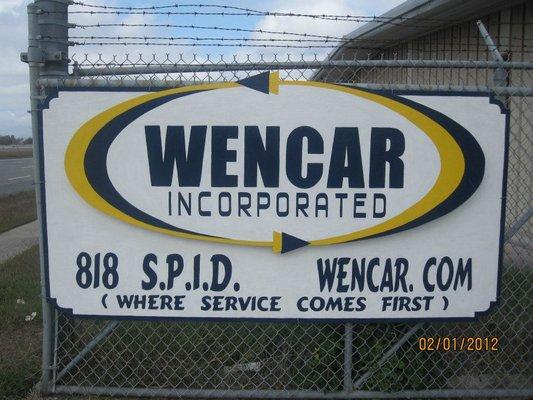 WENCAR
INCORPORATED
818 S.P.I.D. WENCAR. COM
( WHERE SERVICE COMES FIRST )
02/01/2012